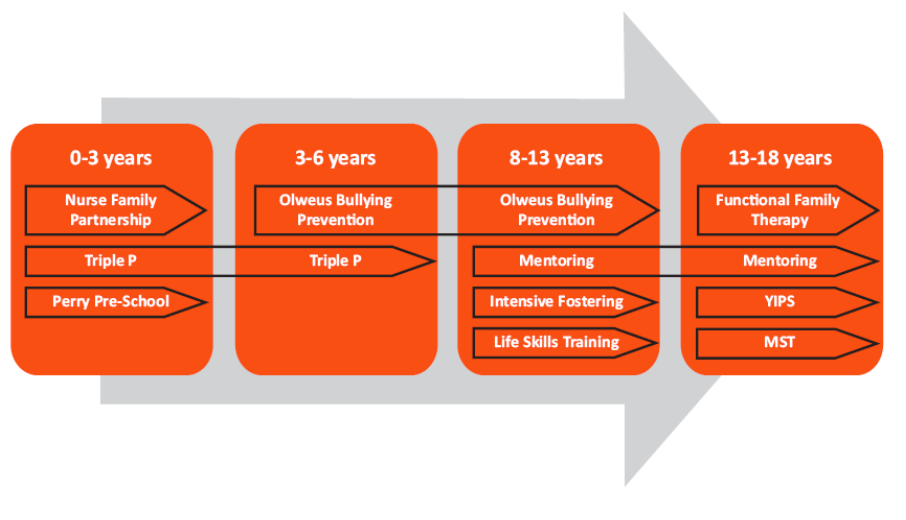 0-3 years
Nurse Family
Partnership
Triple P
Perry Pre-School
3-6 years
Olweus Bullying
Prevention
Triple P
8-13 years
Olweus Bullying
Prevention
Mentoring
Intensive Fostering
Life Skills Training
13-18 years
Functional Family
Therapy
Mentoring
YIPS
MST